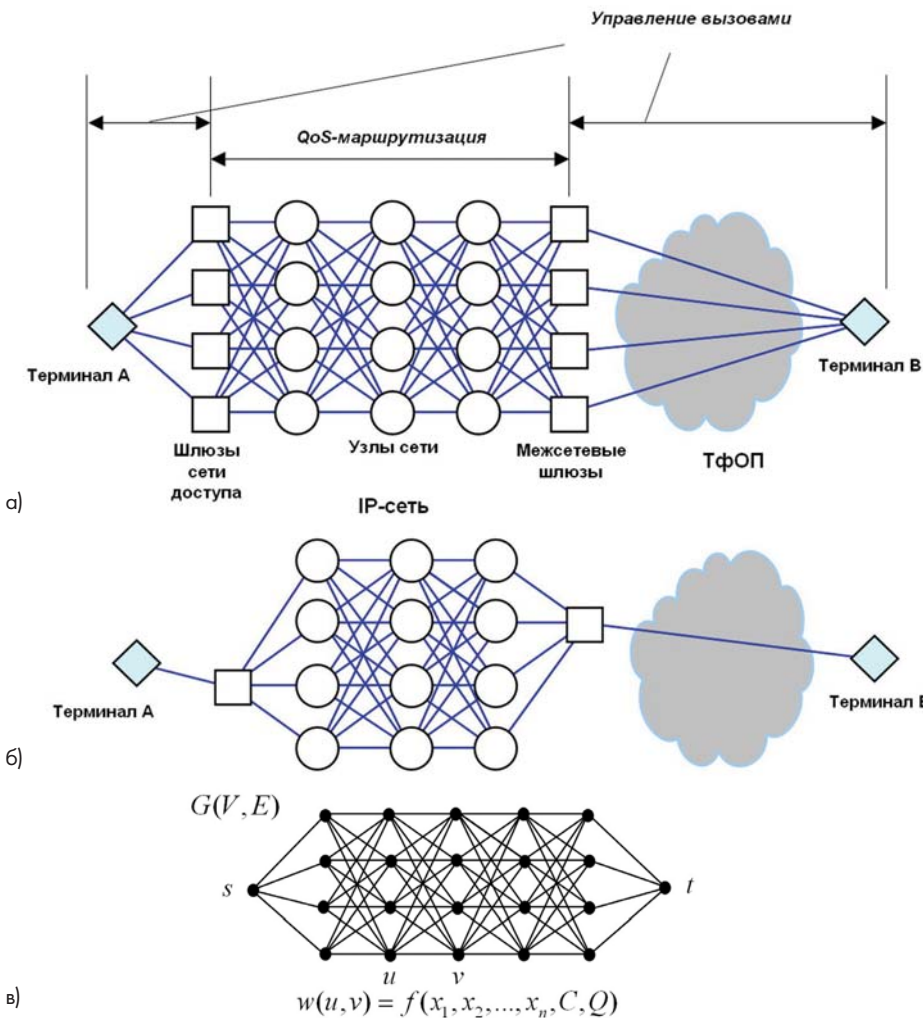 Управление вызовами
QoS-маршрутизация
Терминал А
Терминал В
Шлюзы
сети
доступа
Узлы сети
Межсетевые
шлюзы
ТфОП
а)
IP-сеть
Терминал А
Терминал В
б)
G(V, E)
s
t
u
v
w(u,v) = f(x₁, x₂,..., xₙ, C, Q)
в)